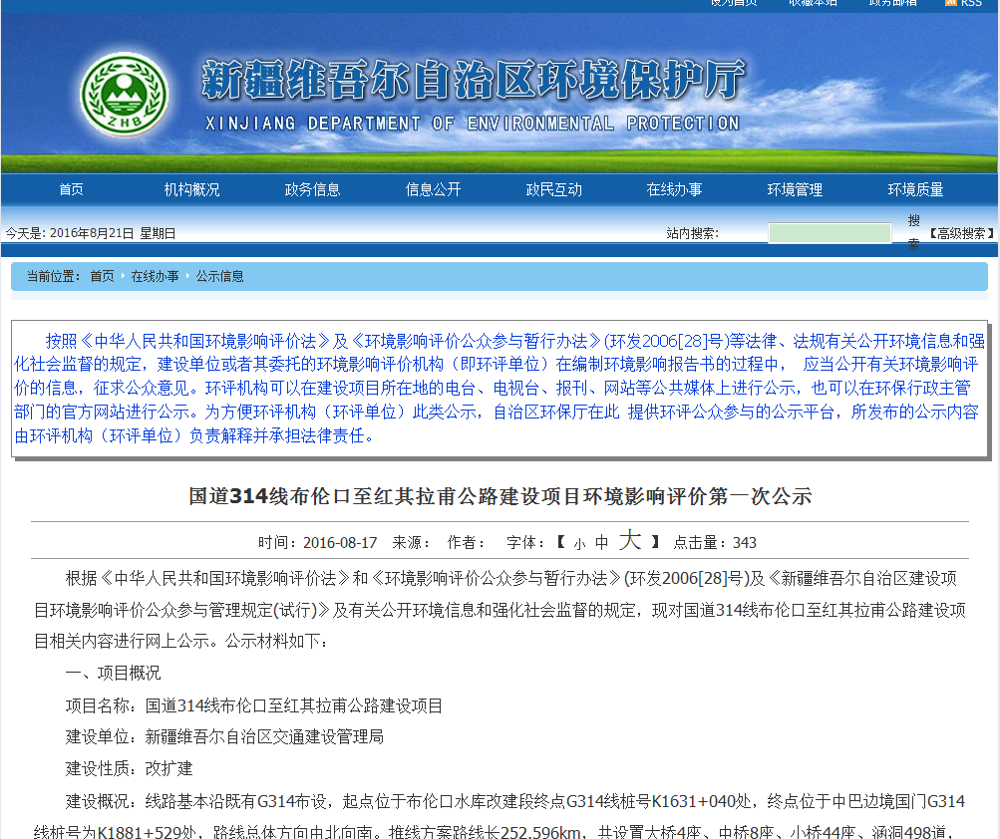 设为首页 收藏本站 政务邮箱 RSS
新疆维吾尔自治区环境保护厅
XINJIANG DEPARTMENT OF ENVIRONMENTAL PROTECTION
ZHB
首页 机构概况 政务信息 信息公开 政民互动 在线办事 环境管理 环境质量
今天是: 2016年8月21日 星期日 站内搜索: 搜索 【高级搜索】
当前位置: 首页 在线办事 公示信息
按照《中华人民共和国环境影响评价法》及《环境影响评价公众参与暂行办法》(环发2006[28]号)等法律、法规有关公开环境信息和强
化社会监督的规定，建设单位或者其委托的环境影响评价机构（即环评单位）在编制环境影响报告书的过程中， 应当公开有关环境影响评
价的信息，征求公众意见。环评机构可以在建设项目所在地的电台、电视台、报刊、网站等公共媒体上进行公示，也可以在环保行政主管
部门的官方网站进行公示。为方便环评机构（环评单位）此类公示，自治区环保厅在此 提供环评公众参与的公示平台，所发布的公示内容
由环评机构（环评单位）负责解释并承担法律责任。
国道314线布伦口至红其拉甫公路建设项目环境影响评价第一次公示
时间：2016-08-17 来源： 作者： 字体：【 小 中 大 】 点击量：343
根据《中华人民共和国环境影响评价法》和《环境影响评价公众参与暂行办法》(环发2006[28]号)及《新疆维吾尔自治区建设项
目环境影响评价公众参与管理规定(试行)》及有关公开环境信息和强化社会监督的规定，现对国道314线布伦口至红其拉甫公路建设项
目相关内容进行网上公示。公示材料如下：
一、项目概况
项目名称：国道314线布伦口至红其拉甫公路建设项目
建设单位：新疆维吾尔自治区交通建设管理局
建设性质：改扩建
建设概况：线路基本沿既有G314布设，起点位于布伦口水库改建段终点G314线桩号K1631+040处，终点位于中巴边境国门G314
线桩号为K1881+529处，路线总体方向由北向南。推线方案路线长252.596km，共设置大桥4座、中桥8座、小桥44座、涵洞498道，